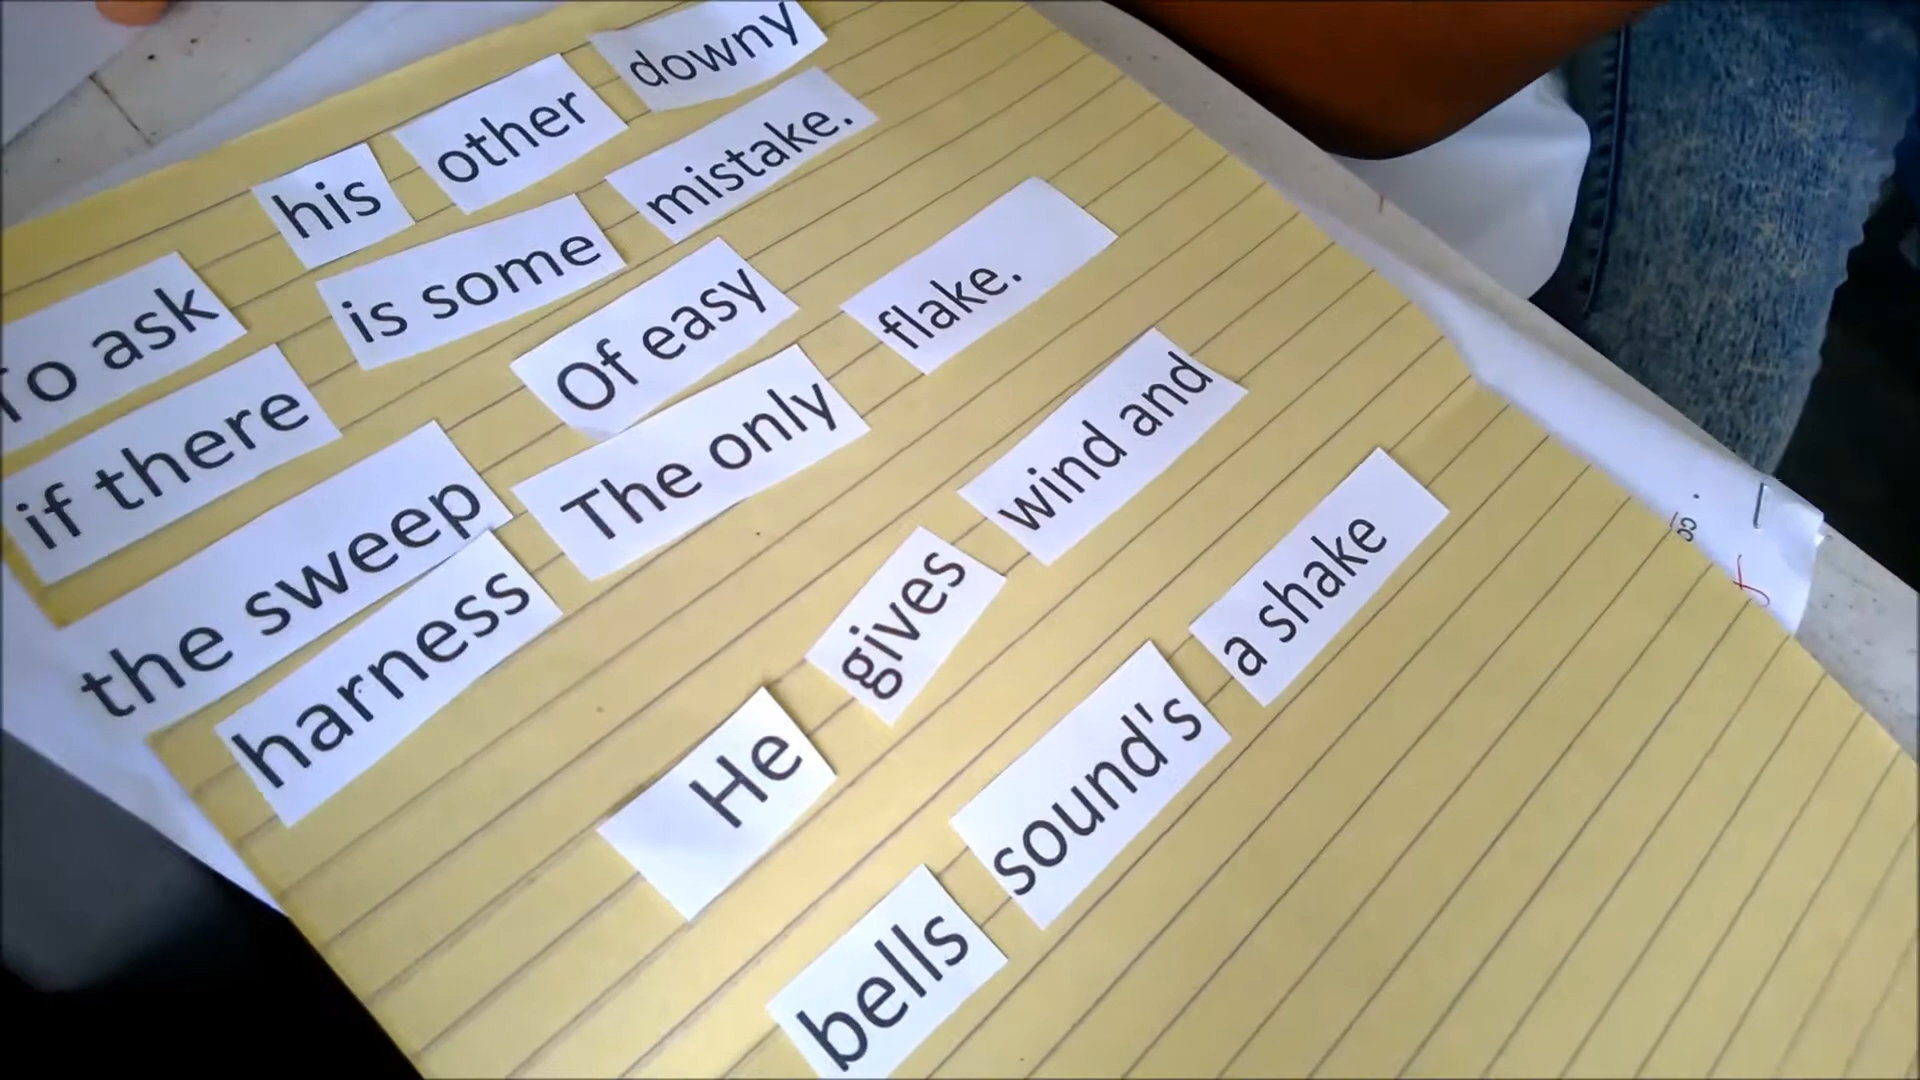 To ask his other downy
if there is some mistake.
the sweep Of easy flake.
harness The only wind and
He gives a shake
bells sound's